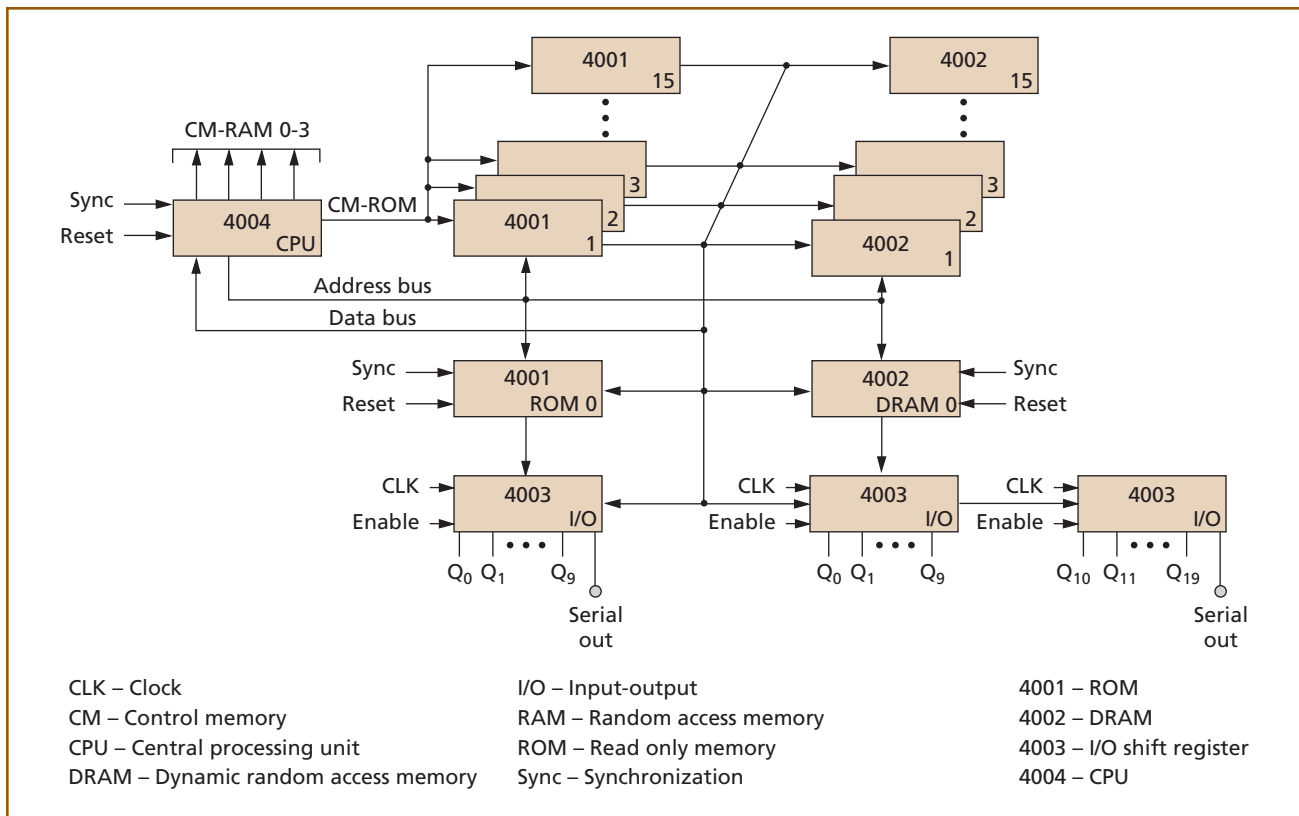 4001
15
4002
15
CM-RAM 0-3
3
3
Sync
CM-ROM
2
2
4004
CPU
4001
1
4002
1
Reset
Address bus
Data bus
Sync
4001
ROM 0
4002
DRAM 0
Sync
Reset
Reset
CLK
4003
I/O
Enable
CLK
4003
I/O
Enable
CLK
4003
I/O
Enable
Q0 Q1 Q9
Q0 Q1 Q9
Q10 Q11 Q19
Serial
out
Serial
out
CLK – Clock
CM – Control memory
CPU – Central processing unit
DRAM – Dynamic random access memory
I/O – Input-output
RAM – Random access memory
ROM – Read only memory
Sync – Synchronization
4001 – ROM
4002 – DRAM
4003 – I/O shift register
4004 – CPU